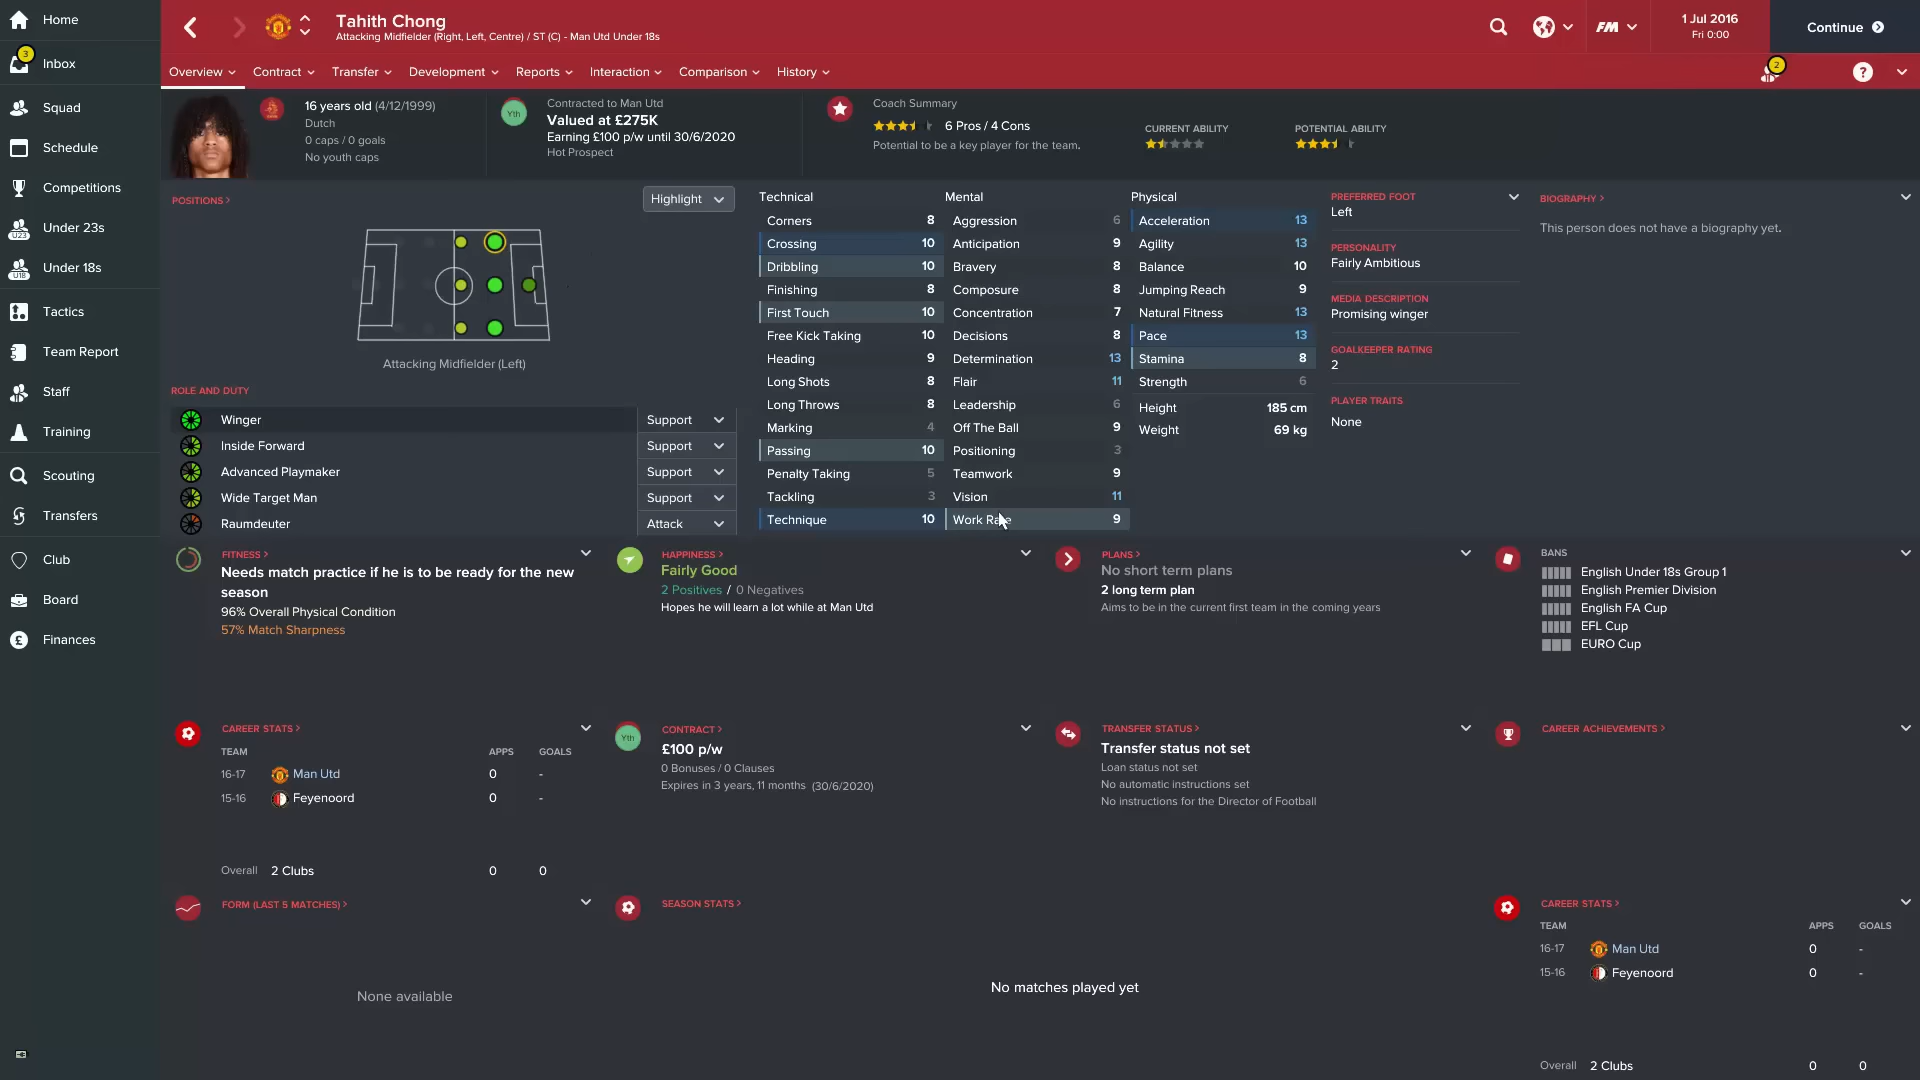 Home
3
Inbox
Squad
Schedule
Competitions
Under 23s
Under 18s
Tactics
Team Report
Staff
Training
Scouting
Transfers
Club
Board
Finances
Tahith Chong
Attacking Midfielder (Right, Left, Centre) / ST (C) - Man Utd Under 18s
FM
1 Jul 2016
Fri 0:00
Continue
Overview Contract Transfer Development Reports Interaction Comparison History
2
?
16 years old (4/12/1999)
Dutch
0 caps / 0 goals
No youth caps
Yth
Contracted to Man Utd
Valued at £275K
Earning £100 p/w until 30/6/2020
Hot Prospect
Coach Summary
6 Pros / 4 Cons
Potential to be a key player for the team.
CURRENT ABILITY
POTENTIAL ABILITY
POSITIONS >
Highlight
Attacking Midfielder (Left)
ROLE AND DUTY
Winger Support
Inside Forward Support
Advanced Playmaker Support
Wide Target Man Support
Raumdeuter Attack
Technical
Corners 8
Crossing 10
Dribbling 10
Finishing 8
First Touch 10
Free Kick Taking 10
Heading 9
Long Shots 8
Long Throws 8
Marking 4
Passing 10
Penalty Taking 5
Tackling 3
Technique 10
Mental
Aggression 6
Anticipation 9
Bravery 8
Composure 8
Concentration 7
Decisions 8
Determination 13
Flair 11
Leadership 6
Off The Ball 9
Positioning 3
Teamwork 9
Vision 11
Work Rate 9
Physical
Acceleration 13
Agility 13
Balance 10
Jumping Reach 9
Natural Fitness 13
Pace 13
Stamina 8
Strength 6
Height 185 cm
Weight 69 kg
PREFERRED FOOT
Left
PERSONALITY
Fairly Ambitious
MEDIA DESCRIPTION
Promising winger
GOALKEEPER RATING
2
PLAYER TRAITS
None
BIOGRAPHY >
This person does not have a biography yet.
FITNESS >
Needs match practice if he is to be ready for the new
season
96% Overall Physical Condition
57% Match Sharpness
HAPPINESS >
Fairly Good
2 Positives / 0 Negatives
Hopes he will learn a lot while at Man Utd
PLANS >
No short term plans
2 long term plan
Aims to be in the current first team in the coming years
BANS
English Under 18s Group 1
English Premier Division
English FA Cup
EFL Cup
EURO Cup
CAREER STATS >
TEAM APPS GOALS
16-17 Man Utd 0 -
15-16 Feyenoord 0 -
Overall 2 Clubs 0 0
Yth
CONTRACT >
£100 p/w
0 Bonuses / 0 Clauses
Expires in 3 years, 11 months (30/6/2020)
TRANSFER STATUS >
Transfer status not set
Loan status not set
No automatic instructions set
No instructions for the Director of Football
CAREER ACHIEVEMENTS >
FORM (LAST 5 MATCHES) >
None available
SEASON STATS >
No matches played yet
CAREER STATS >
TEAM APPS GOALS
16-17 Man Utd 0 -
15-16 Feyenoord 0 -
Overall 2 Clubs 0 0